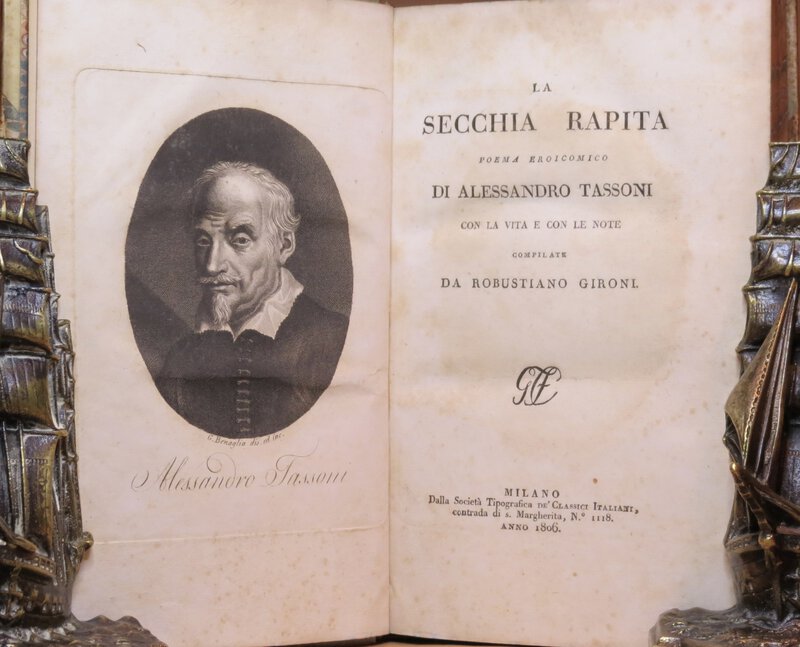 G. Benaglia dis. ed inc.
Alessandro Tassoni
LA
SECCHIA RAPITA
POEMA EROICOMICO
DI ALESSANDRO TASSONI
CON LA VITA E CON LE NOTE
COMPILATE
DA ROBUSTIANO GIRONI.
MILANO
Dalla Società Tipografica DE' CLASSICI ITALIANI,
contrada di s. Margherita, N.° 1118.
ANNO 1806.